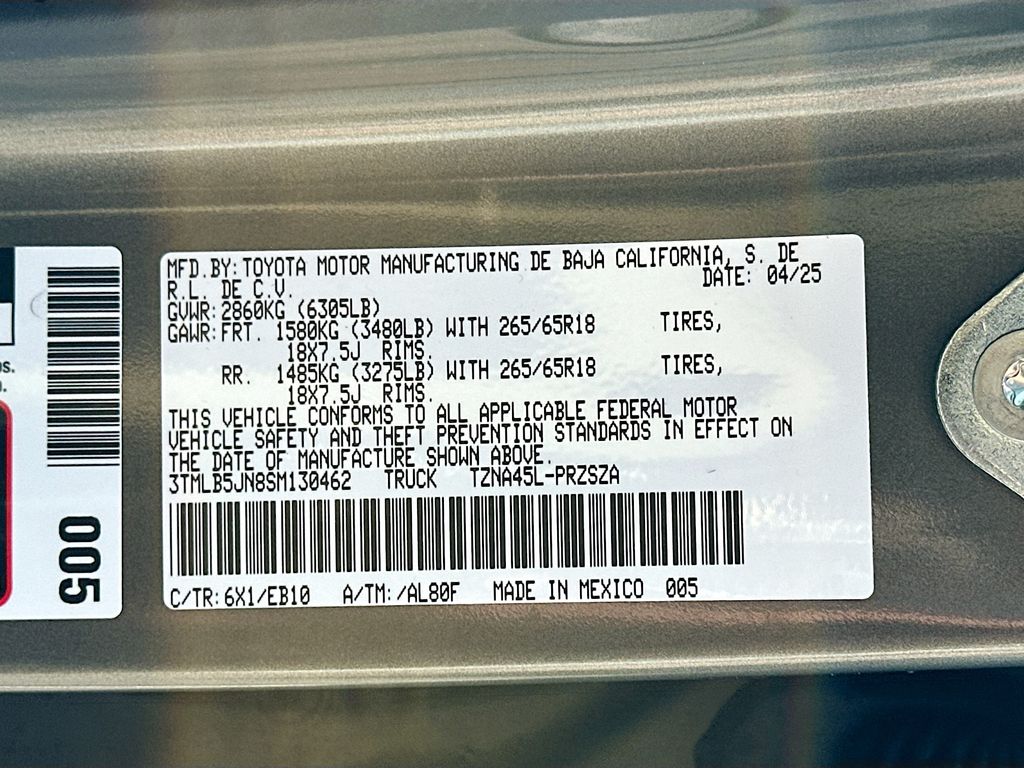 MFD.BY:TOYOTA MOTOR MANUFACTURING DE BAJA CALIFORNIA, S. DE
R.L. DE C.V. DATE: 04/25
GVWR:2860KG (6305LB)
GAWR:FRT. 1580KG (3480LB) WITH 265/65R18 TIRES,
18X7.5J RIMS.
RR. 1485KG (3275LB) WITH 265/65R18 TIRES,
18X7.5J RIMS.
THIS VEHICLE CONFORMS TO ALL APPLICABLE FEDERAL MOTOR
VEHICLE SAFETY AND THEFT PREVENTION STANDARDS IN EFFECT ON
THE DATE OF MANUFACTURE SHOWN ABOVE.
3TMLB5JN8SM130462 TRUCK TZNA45L-PRZSZA
C/TR:6X1/EB10 A/TM:/AL80F MADE IN MEXICO 005
005